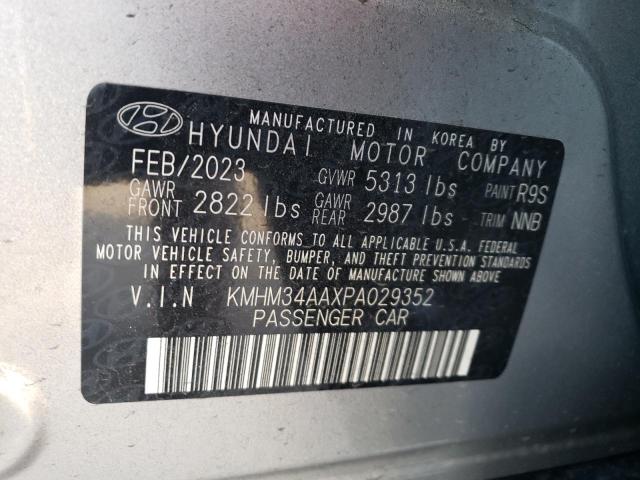 MANUFACTURED IN KOREA BY
HYUNDAI MOTOR COMPANY
FEB/2023 GVWR 5313 lbs PAINT R9S
GAWR FRONT 2822 lbs GAWR REAR 2987 lbs TRIM NNB
THIS VEHICLE CONFORMS TO ALL APPLICABLE U.S.A. FEDERAL
MOTOR VEHICLE SAFETY, BUMPER, AND THEFT PREVENTION STANDARDS
IN EFFECT ON THE DATE OF MANUFACTURE SHOWN ABOVE
V.I.N KMHM34AAXPA029352
PASSENGER CAR